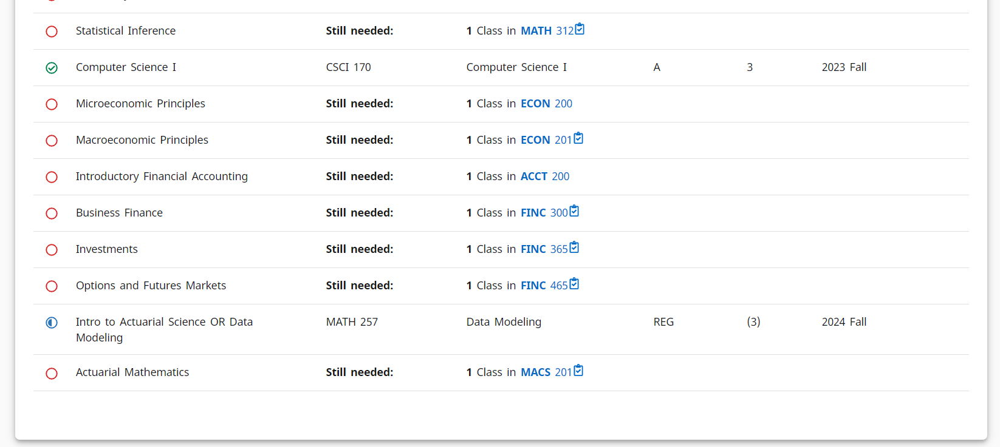 Statistical Inference Still needed: 1 Class in MATH 312
Computer Science I CSCI 170 Computer Science I A 3 2023 Fall
Microeconomic Principles Still needed: 1 Class in ECON 200
Macroeconomic Principles Still needed: 1 Class in ECON 201
Introductory Financial Accounting Still needed: 1 Class in ACCT 200
Business Finance Still needed: 1 Class in FINC 300
Investments Still needed: 1 Class in FINC 365
Options and Futures Markets Still needed: 1 Class in FINC 465
Intro to Actuarial Science OR Data MATH 257 Data Modeling REG (3) 2024 Fall
Modeling
Actuarial Mathematics Still needed: 1 Class in MACS 201